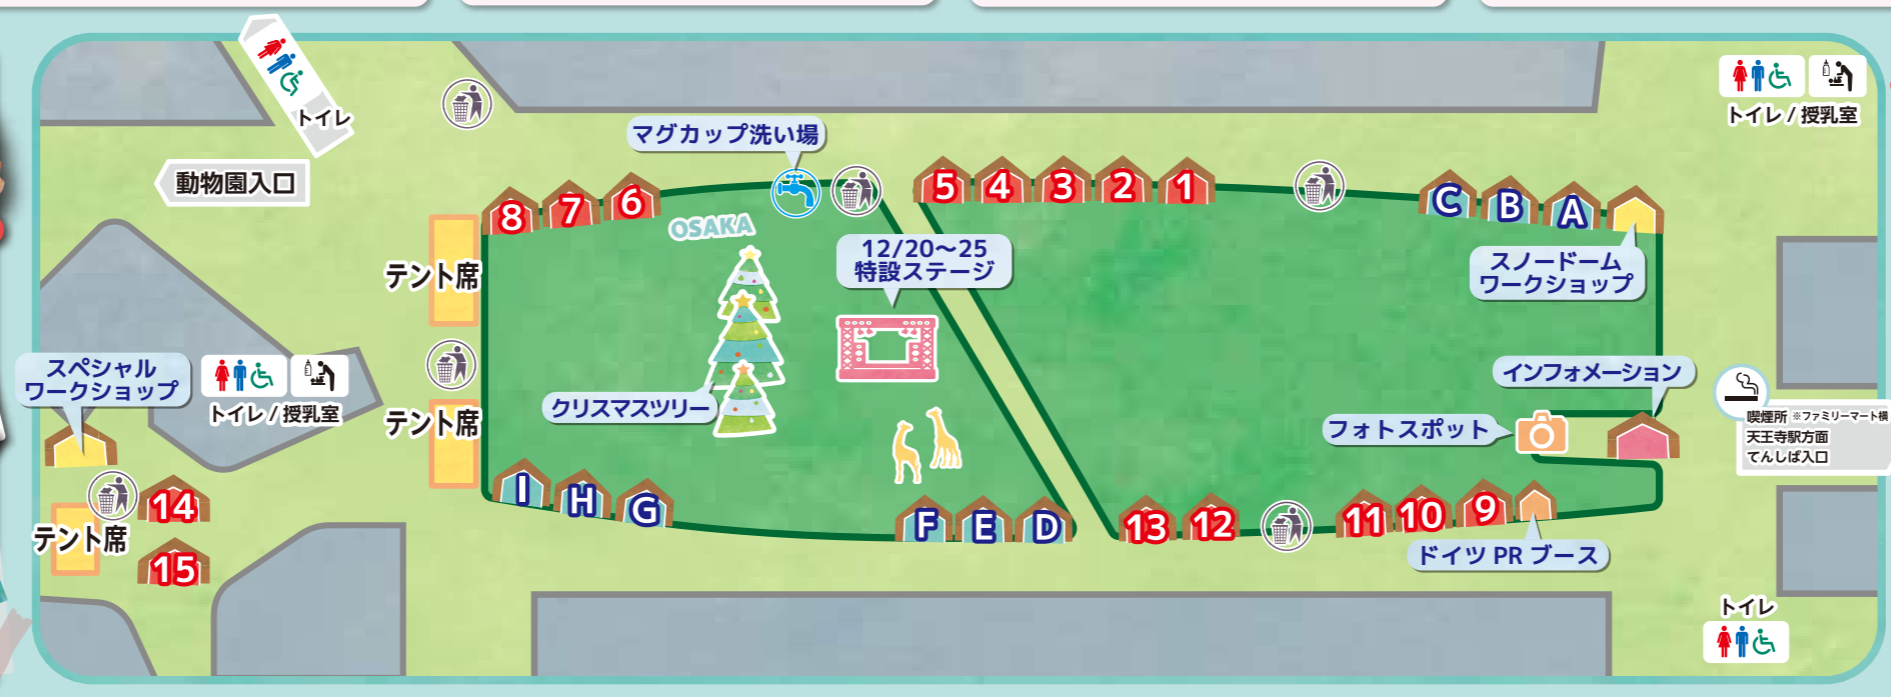 トイレ
動物園入口
マグカップ洗い場
トイレ / 授乳室
8
7
6
5
4
3
2
1
C
B
A
OSAKA
12/20〜25
特設ステージ
スノードーム
ワークショップ
テント席
スペシャル
ワークショップ
トイレ / 授乳室
テント席
クリスマスツリー
フォトスポット
インフォメーション
喫煙所 ※ファミリーマート横
天王寺駅方面
てんしば入口
I
H
G
F
E
D
13
12
11
10
9
ドイツ PR ブース
14
テント席
15
トイレ